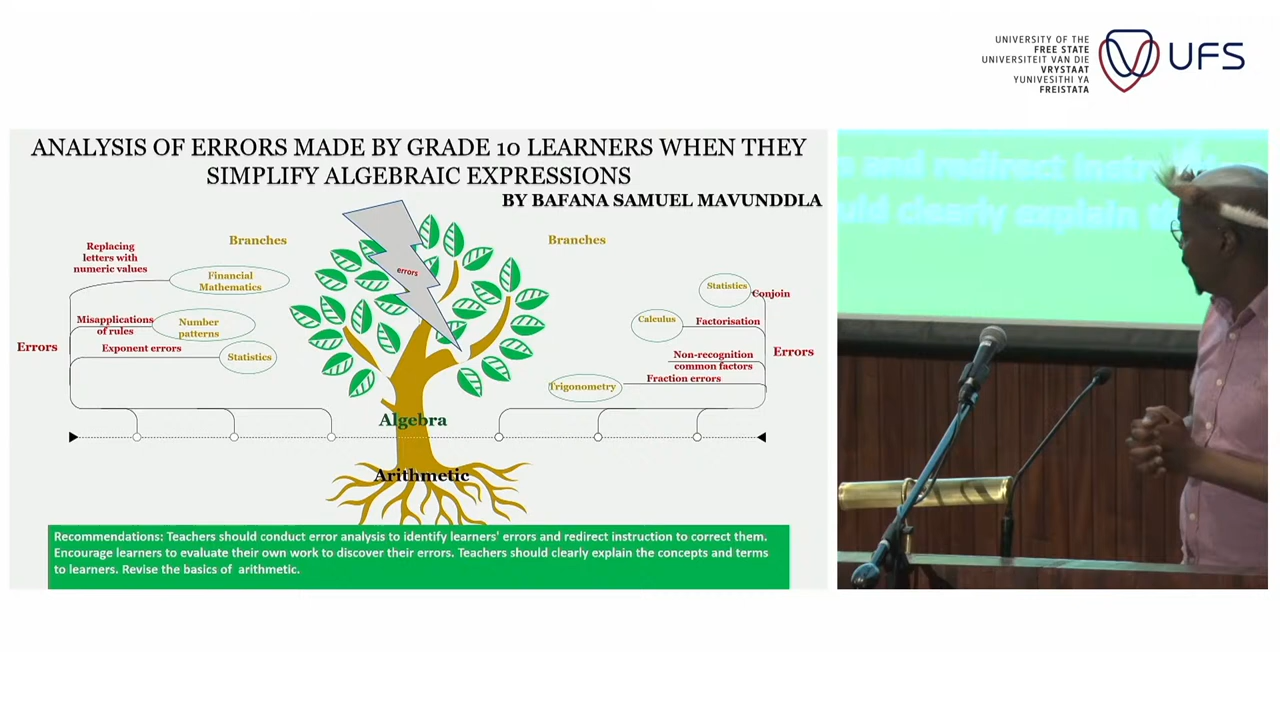 UNIVERSITY OF THE
FREE STATE
UNIVERSITEIT VAN DIE
VRYSTAAT
YUNIVESITHI YA
FREISTATA
UFS
ANALYSIS OF ERRORS MADE BY GRADE 10 LEARNERS WHEN THEY
SIMPLIFY ALGEBRAIC EXPRESSIONS
BY BAFANA SAMUEL MAVUNDDLA
Branches
Branches
Replacing
letters with
numeric values
Financial
Mathematics
errors
Statistics
Conjoin
Misapplications
of rules
Number
patterns
Calculus
Factorisation
Errors
Exponent errors
Statistics
Non-recognition
common factors
Errors
Trigonometry
Fraction errors
Algebra
Arithmetic
Recommendations: Teachers should conduct error analysis to identify learners' errors and redirect instruction to correct them.
Encourage learners to evaluate their own work to discover their errors. Teachers should clearly explain the concepts and terms
to learners. Revise the basics of arithmetic.
and redirect
clearly explain